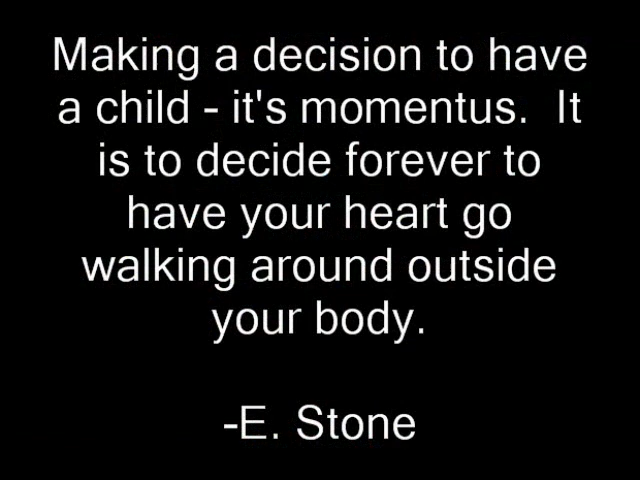 Making a decision to have
a child - it's momentus.  It
is to decide forever to
have your heart go
walking around outside
your body.
-E. Stone